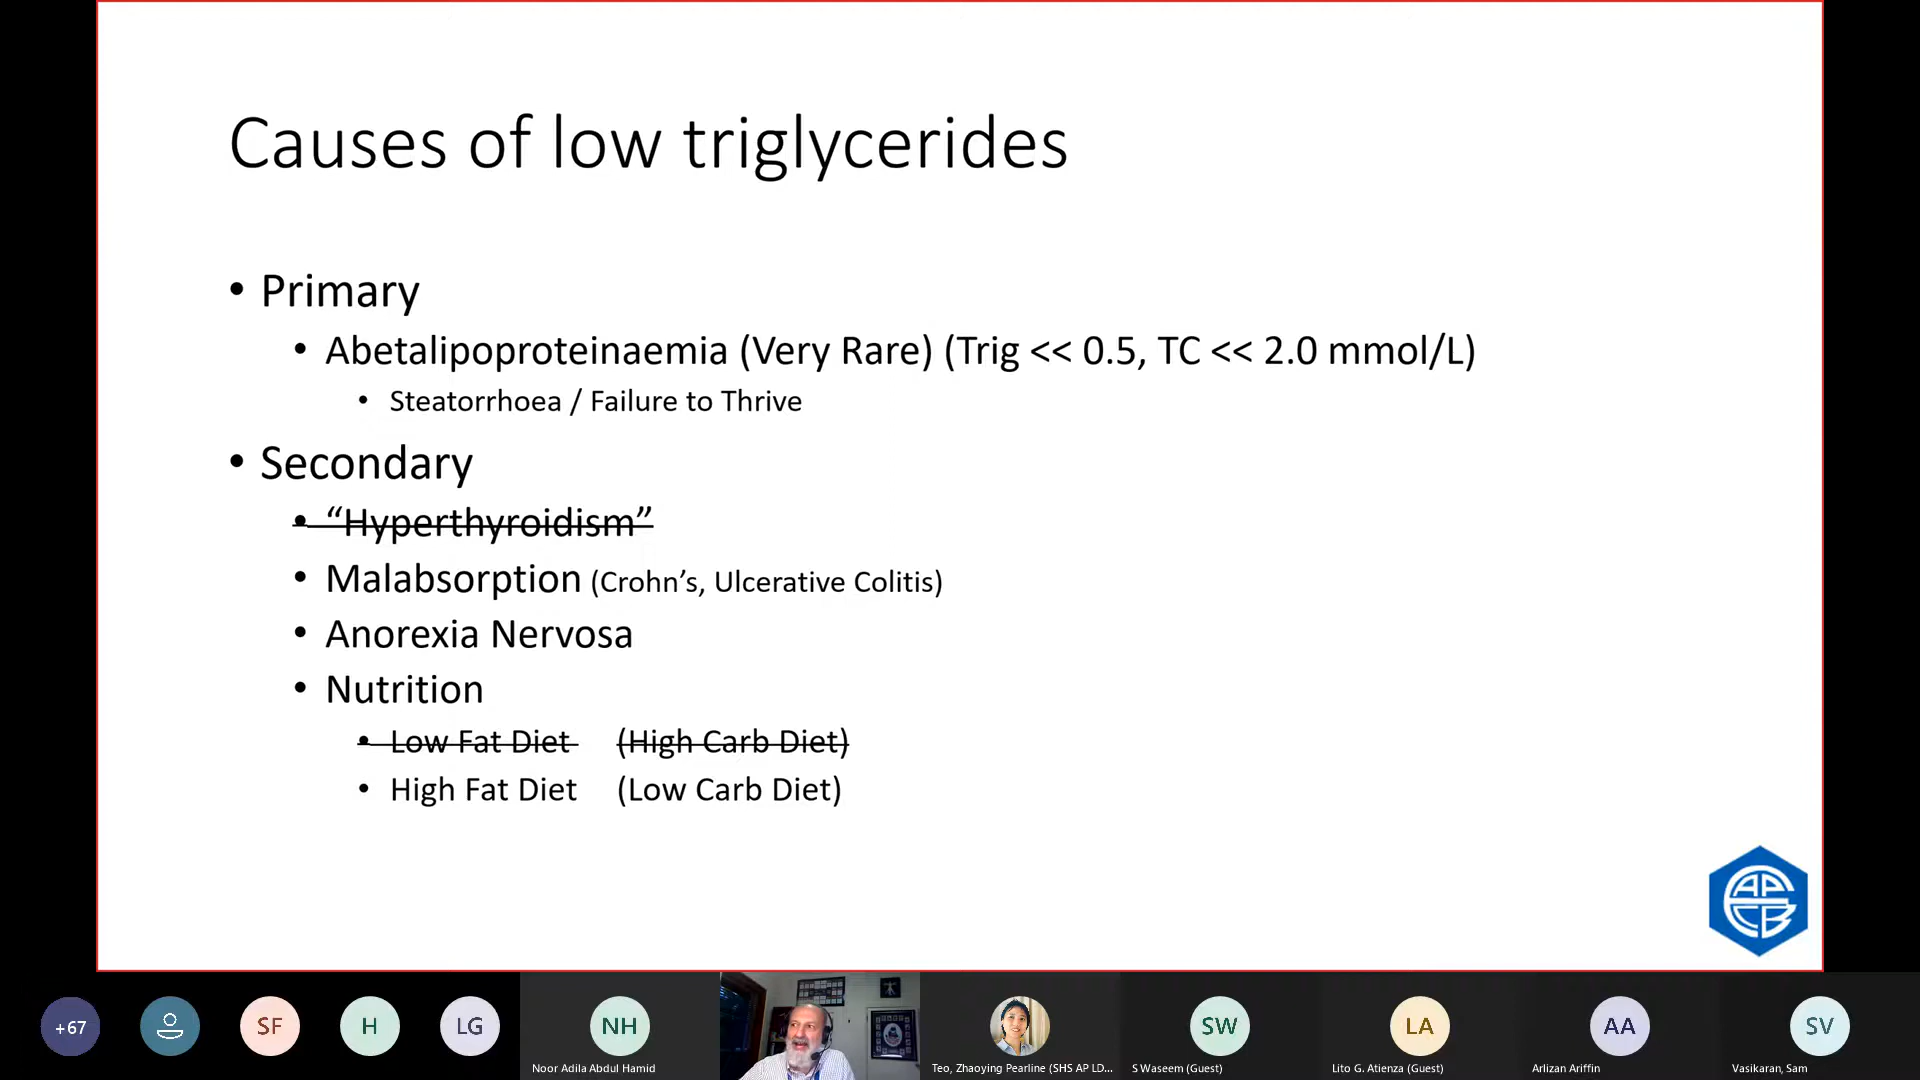 Causes of low triglycerides
• Primary
• Abetalipoproteinaemia (Very Rare) (Trig << 0.5, TC << 2.0 mmol/L)
• Steatorrhoea / Failure to Thrive
• Secondary
• “Hyperthyroidism”
• Malabsorption (Crohn’s, Ulcerative Colitis)
• Anorexia Nervosa
• Nutrition
• Low Fat Diet (High Carb Diet)
• High Fat Diet (Low Carb Diet)
AP
CB
+67
SF
H
LG
NH
SW
LA
AA
SV
Noor Adila Abdul Hamid
Teo, Zhaoying Pearline (SHS AP LD...
S Waseem (Guest)
Lito G. Atienza (Guest)
Arlizan Ariffin
Vasikaran, Sam